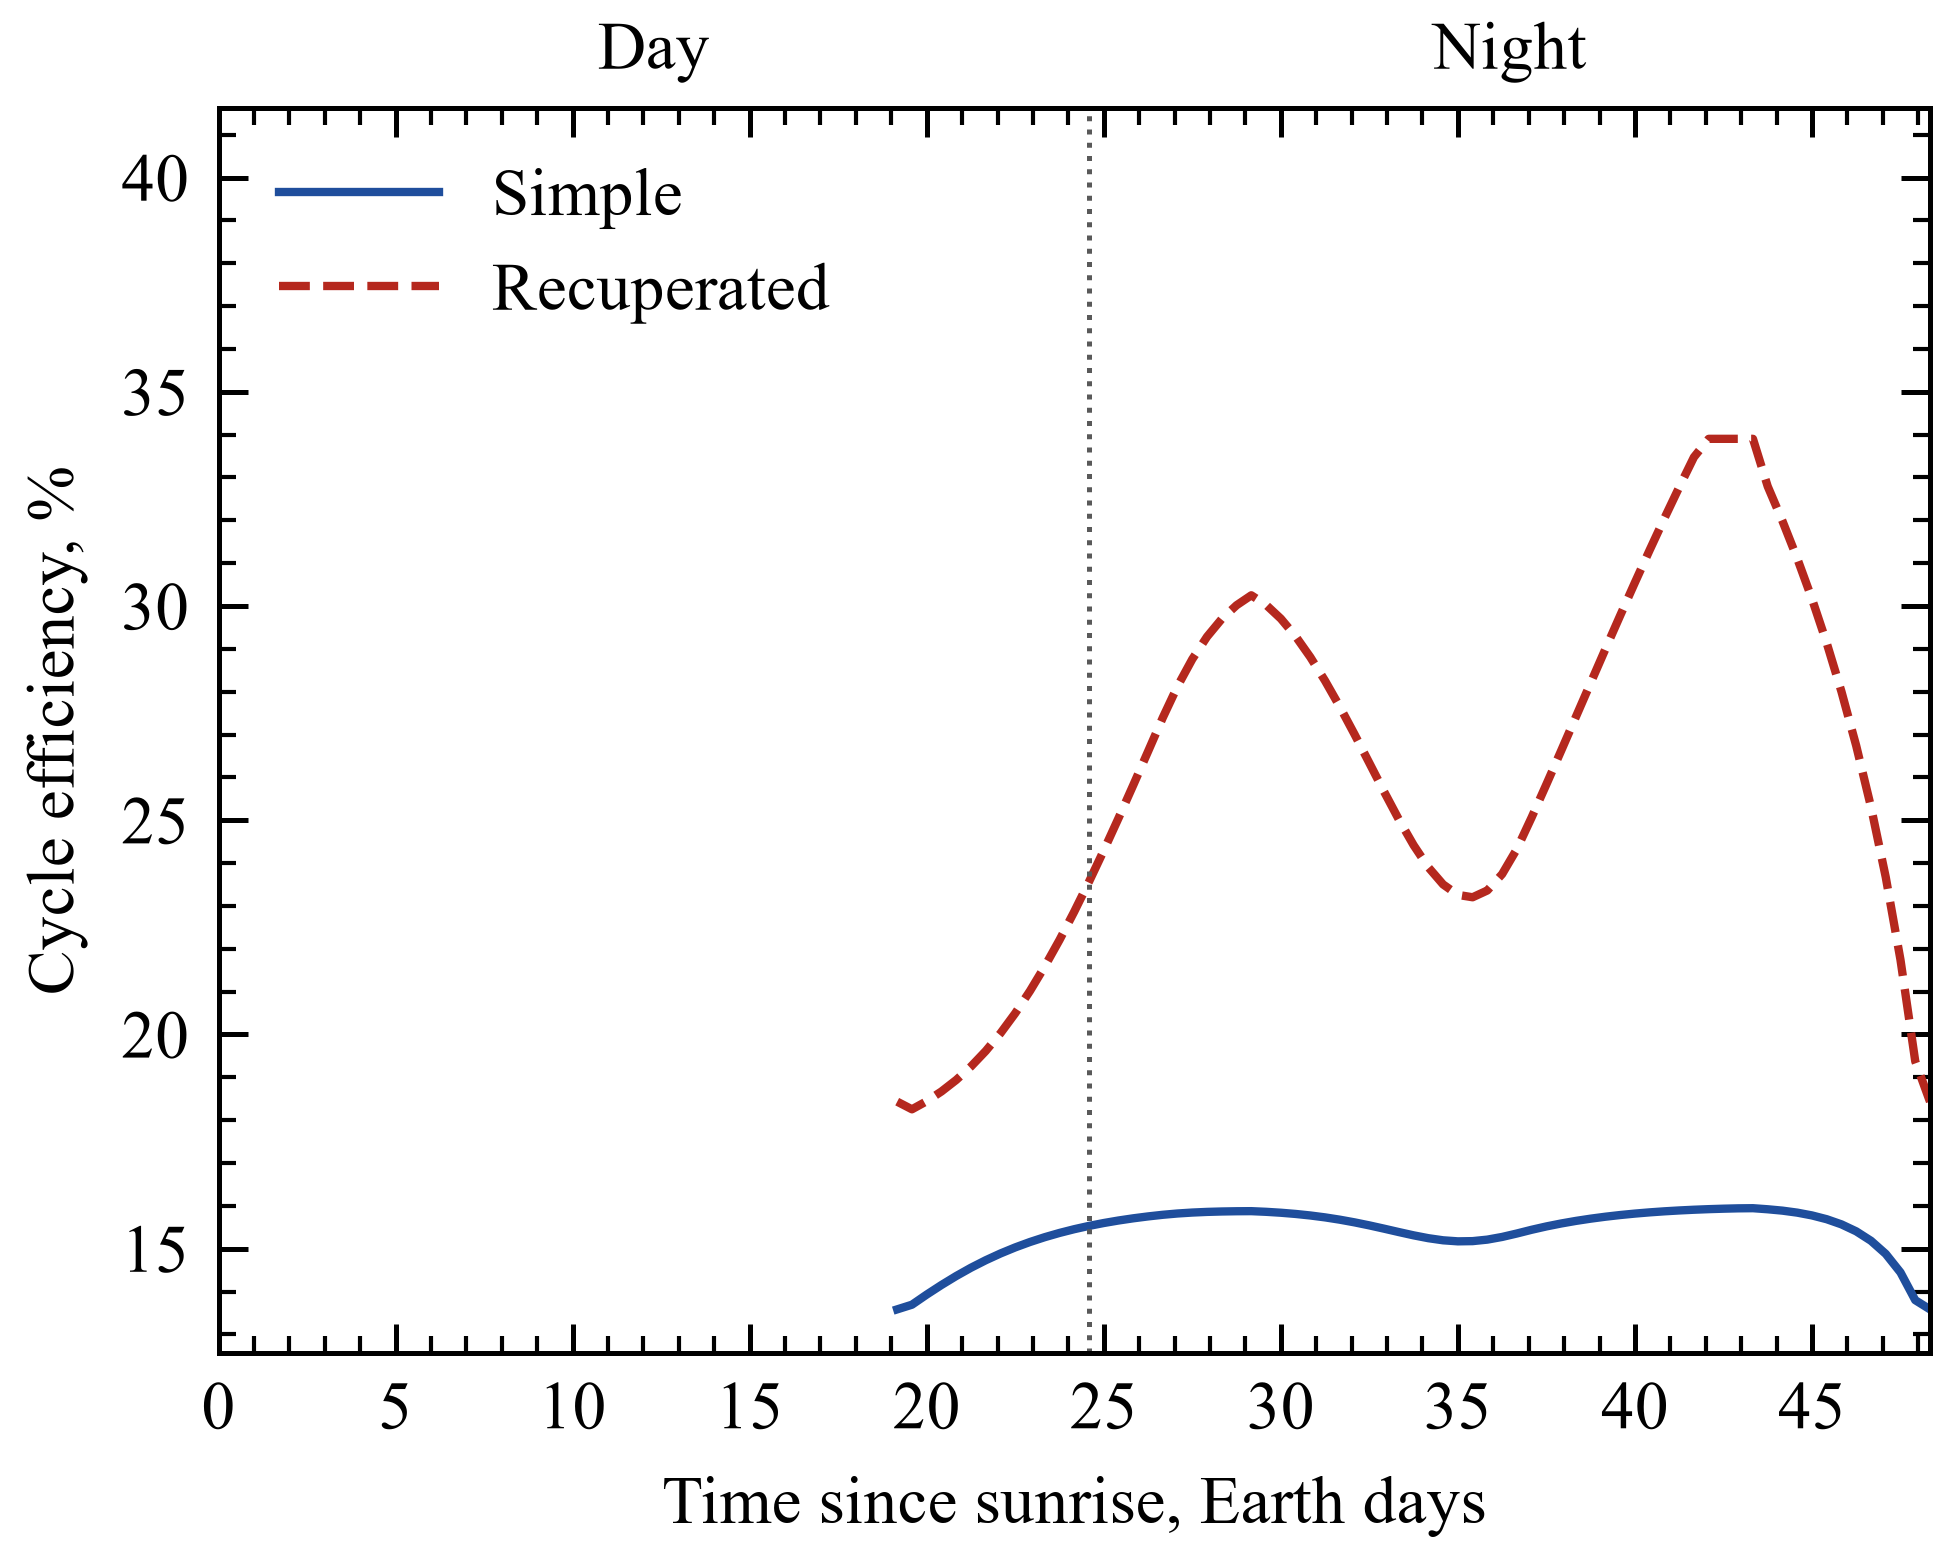 Day Night
40
Simple
Recuperated
35
30
25
20
15
Cycle efficiency, %
0 5 10 15 20 25 30 35 40 45
Time since sunrise, Earth days